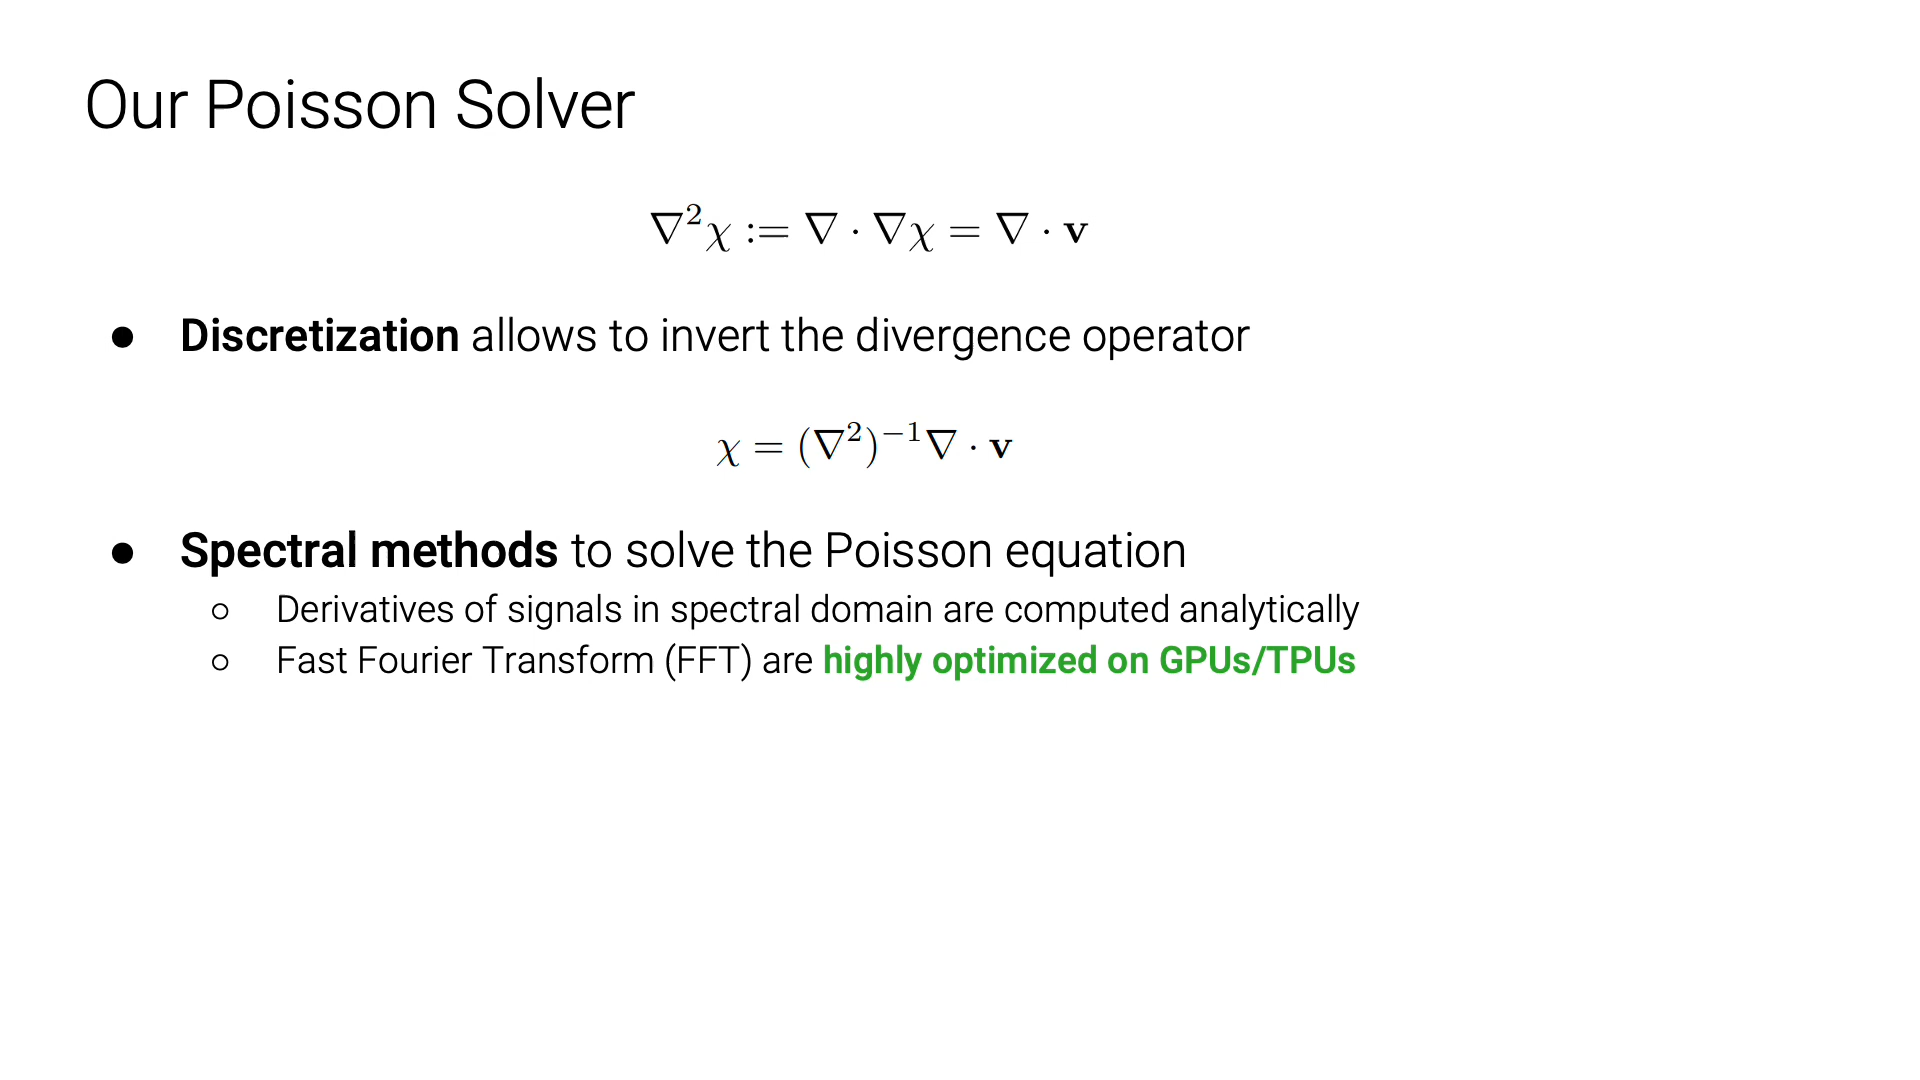 Our Poisson Solver
∇²χ := ∇ · ∇χ = ∇ · v
● Discretization allows to invert the divergence operator
χ = (∇²)⁻¹∇ · v
● Spectral methods to solve the Poisson equation
○ Derivatives of signals in spectral domain are computed analytically
○ Fast Fourier Transform (FFT) are highly optimized on GPUs/TPUs